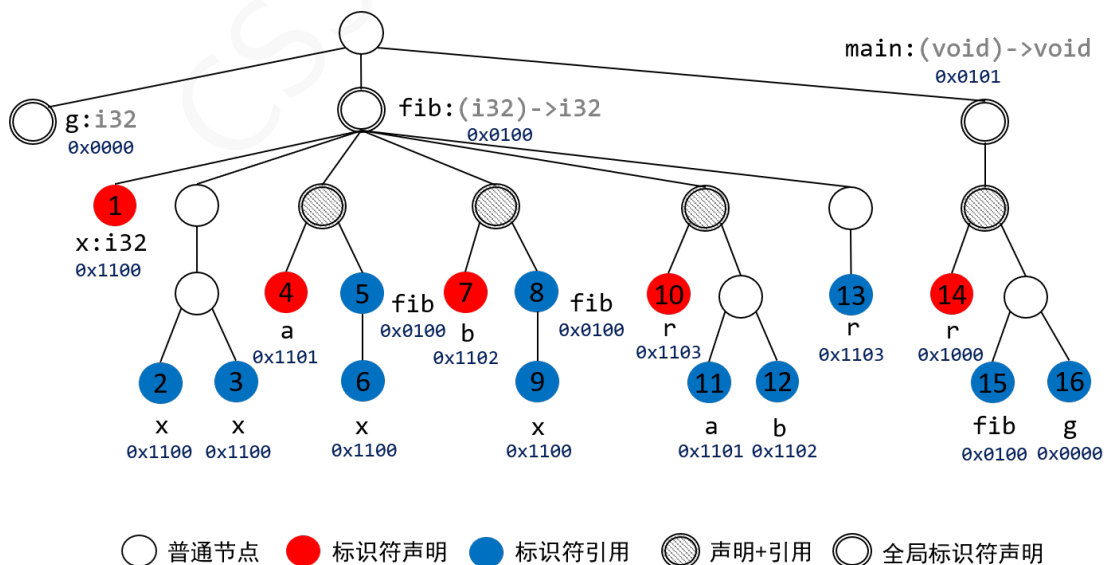 CS
main:(void)->void
0x0101
g:i32
0x0000
fib:(i32)->i32
0x0100
1
x:i32
0x1100
4
a
0x1101
5
fib
0x0100
7
b
0x1102
8
fib
0x0100
10
r
0x1103
13
r
0x1103
14
r
0x1000
2
x
0x1100
3
x
0x1100
6
x
0x1100
9
x
0x1100
11
a
0x1101
12
b
0x1102
15
fib
0x0100
16
g
0x0000
普通节点
标识符声明
标识符引用
声明+引用
全局标识符声明